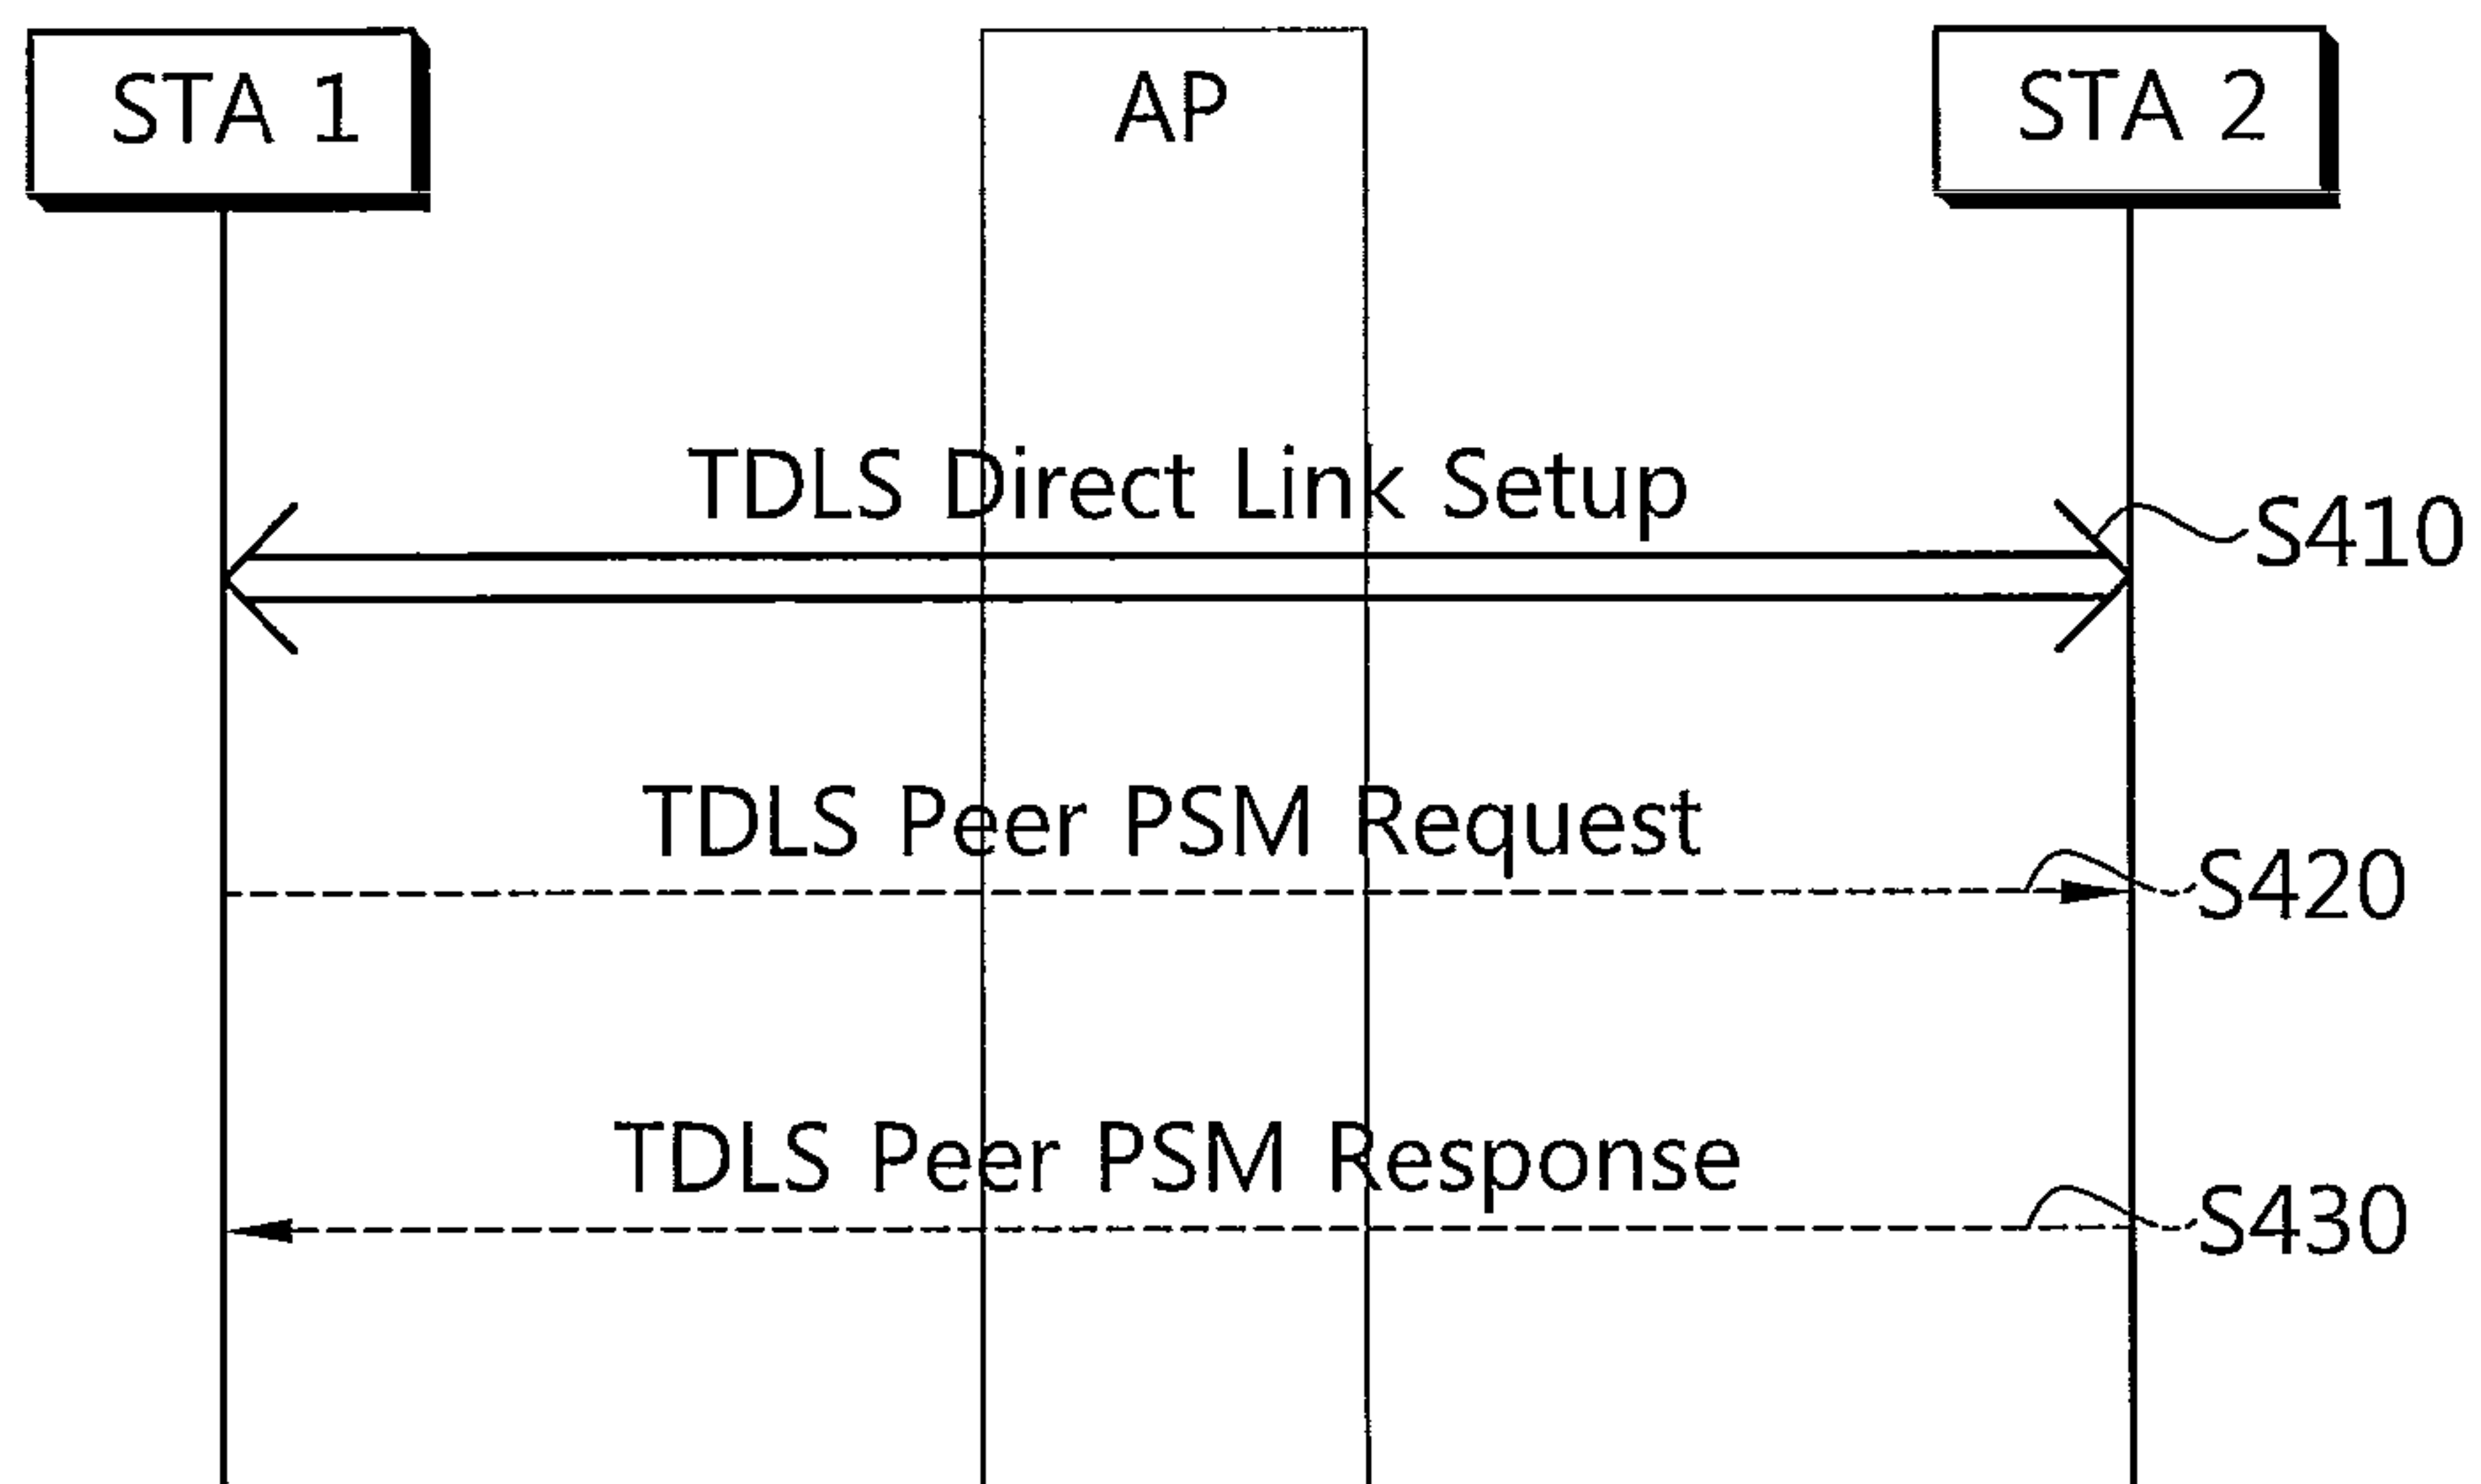 STA 1
AP
STA 2
TDLS Direct Link Setup
S410
TDLS Peer PSM Request
S420
TDLS Peer PSM Response
S430